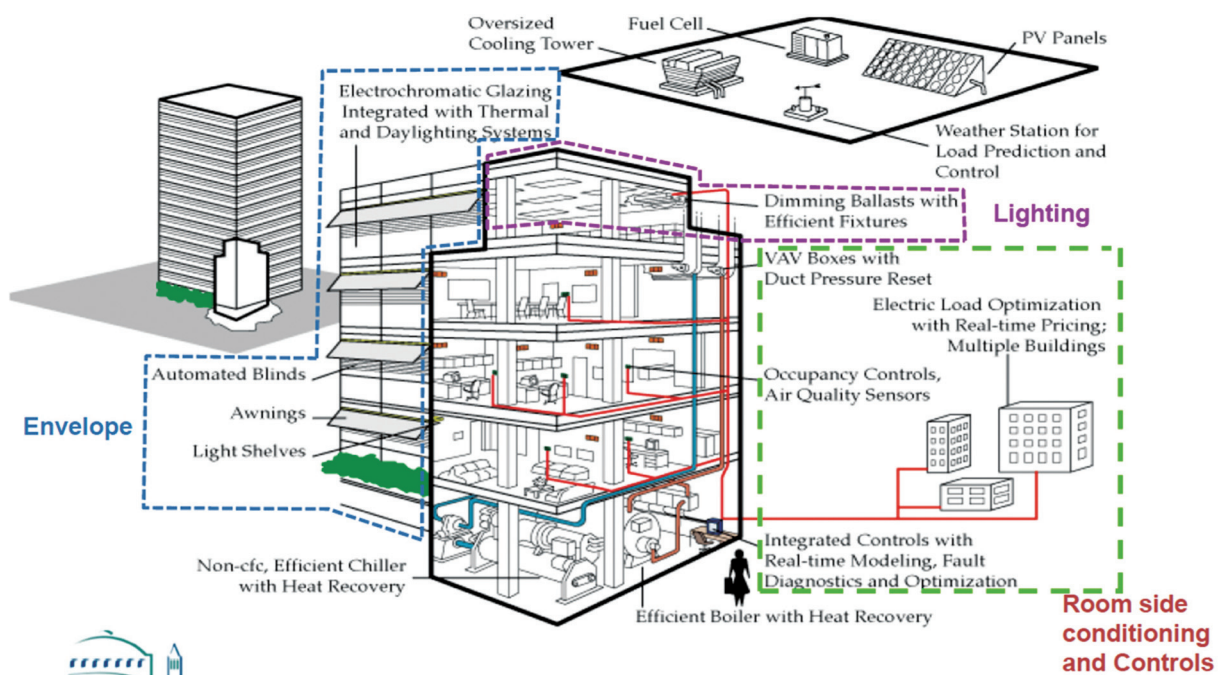 Oversized
Cooling Tower
Fuel Cell
PV Panels
Electrochromatic Glazing
Integrated with Thermal
and Daylighting Systems
Weather Station for
Load Prediction and
Control
Dimming Ballasts with
Efficient Fixtures
Lighting
VAV Boxes with
Duct Pressure Reset
Electric Load Optimization
with Real-time Pricing;
Multiple Buildings
Automated Blinds
Occupancy Controls,
Air Quality Sensors
Awnings
Envelope
Light Shelves
Integrated Controls with
Real-time Modeling, Fault
Diagnostics and Optimization
Non-cfc, Efficient Chiller
with Heat Recovery
Efficient Boiler with Heat Recovery
Room side
conditioning
and Controls